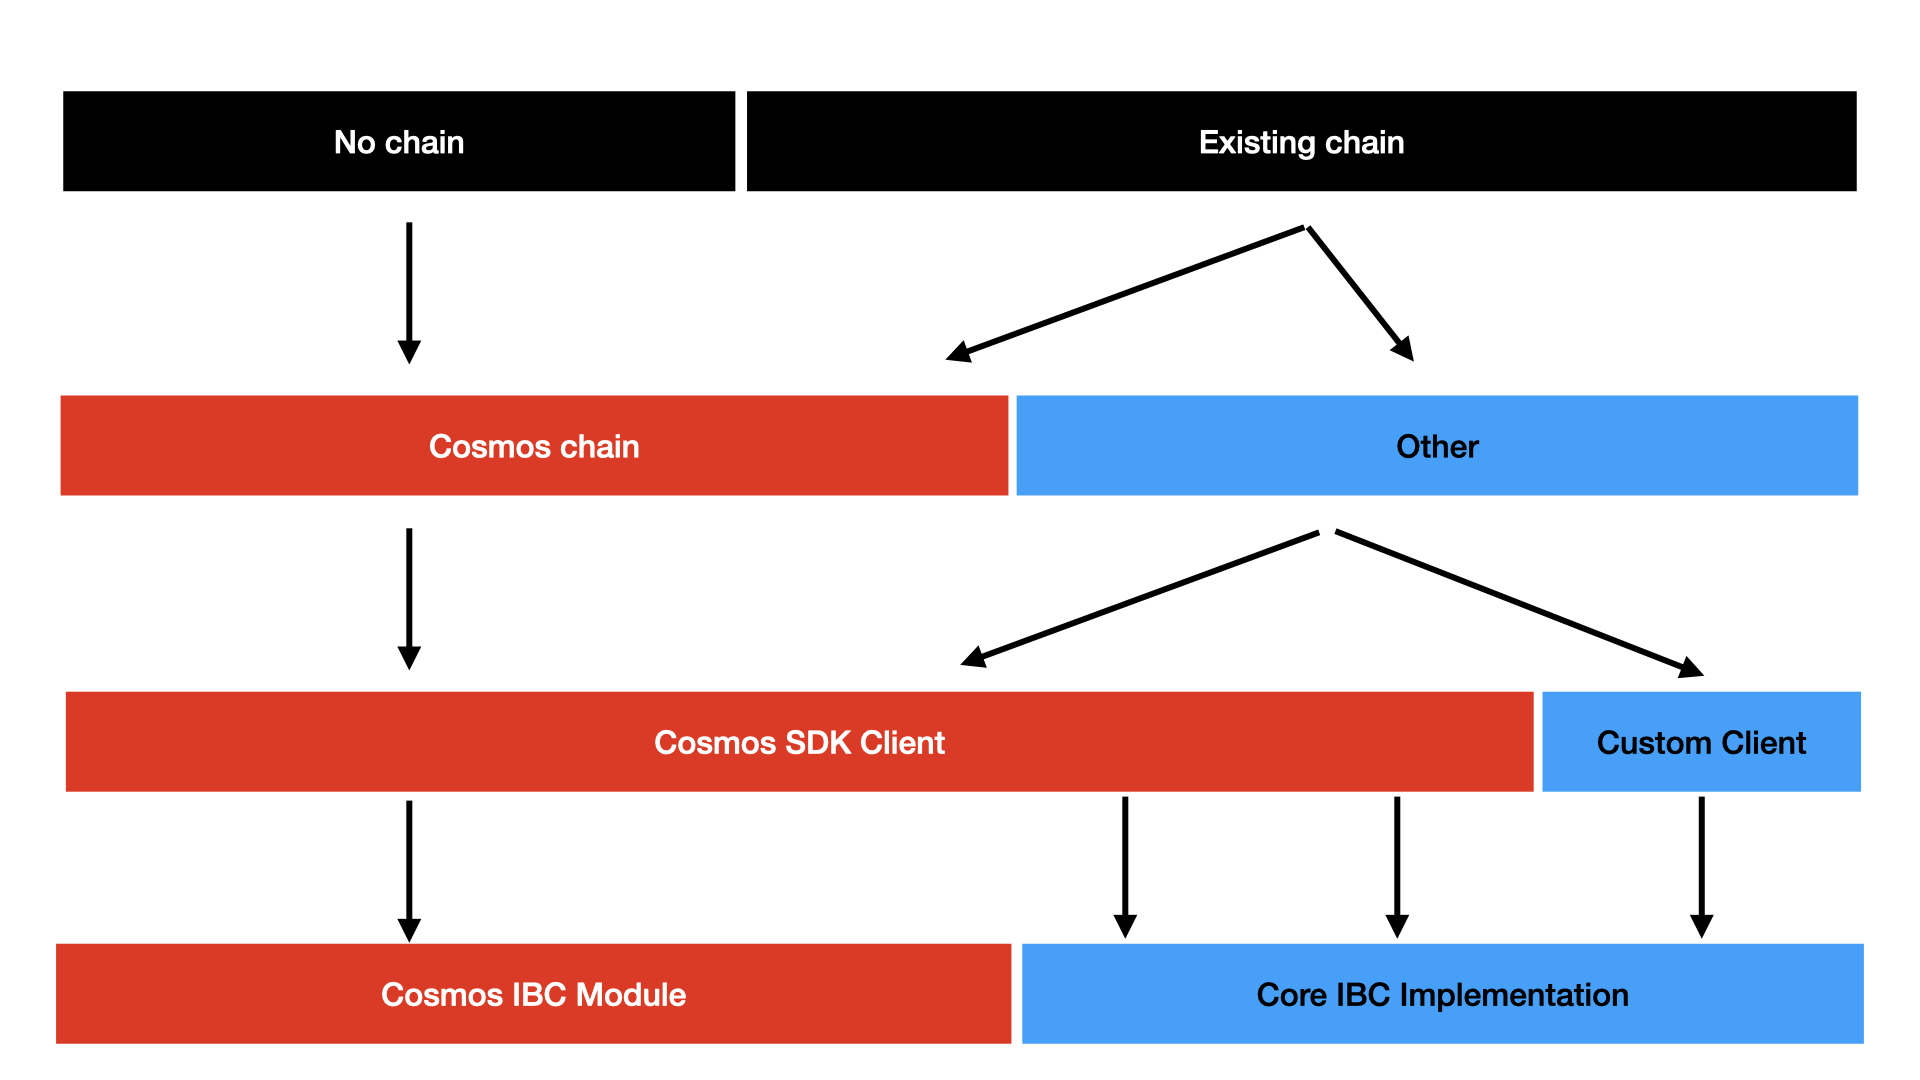 No chain
Existing chain
Cosmos chain
Other
Cosmos SDK Client
Custom Client
Cosmos IBC Module
Core IBC Implementation